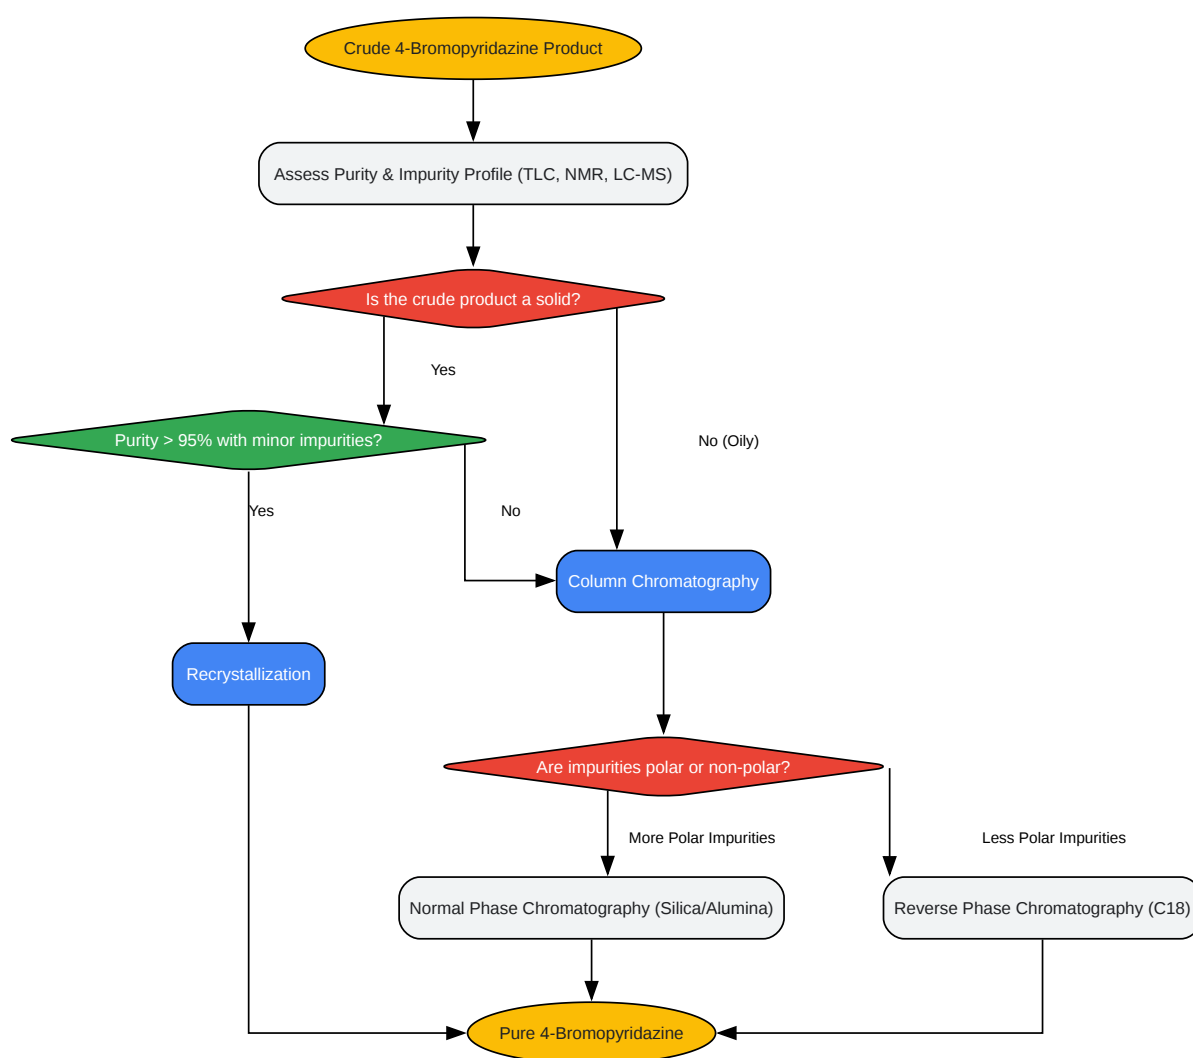 Crude 4-Bromopyridazine Product
Assess Purity & Impurity Profile (TLC, NMR, LC-MS)
Is the crude product a solid?
Yes
Purity > 95% with minor impurities?
No (Oily)
Yes
No
Column Chromatography
Recrystallization
Are impurities polar or non-polar?
More Polar Impurities
Less Polar Impurities
Normal Phase Chromatography (Silica/Alumina)
Reverse Phase Chromatography (C18)
Pure 4-Bromopyridazine